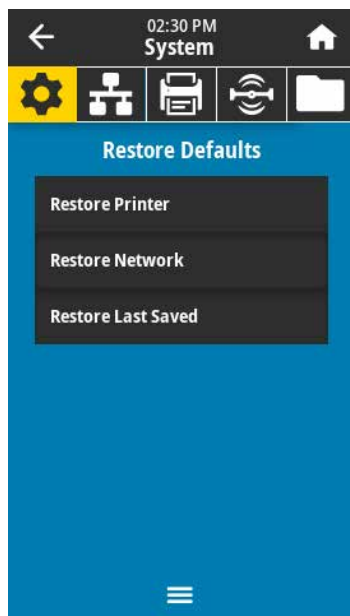 02:30 PM
System
Restore Defaults
Restore Printer
Restore Network
Restore Last Saved